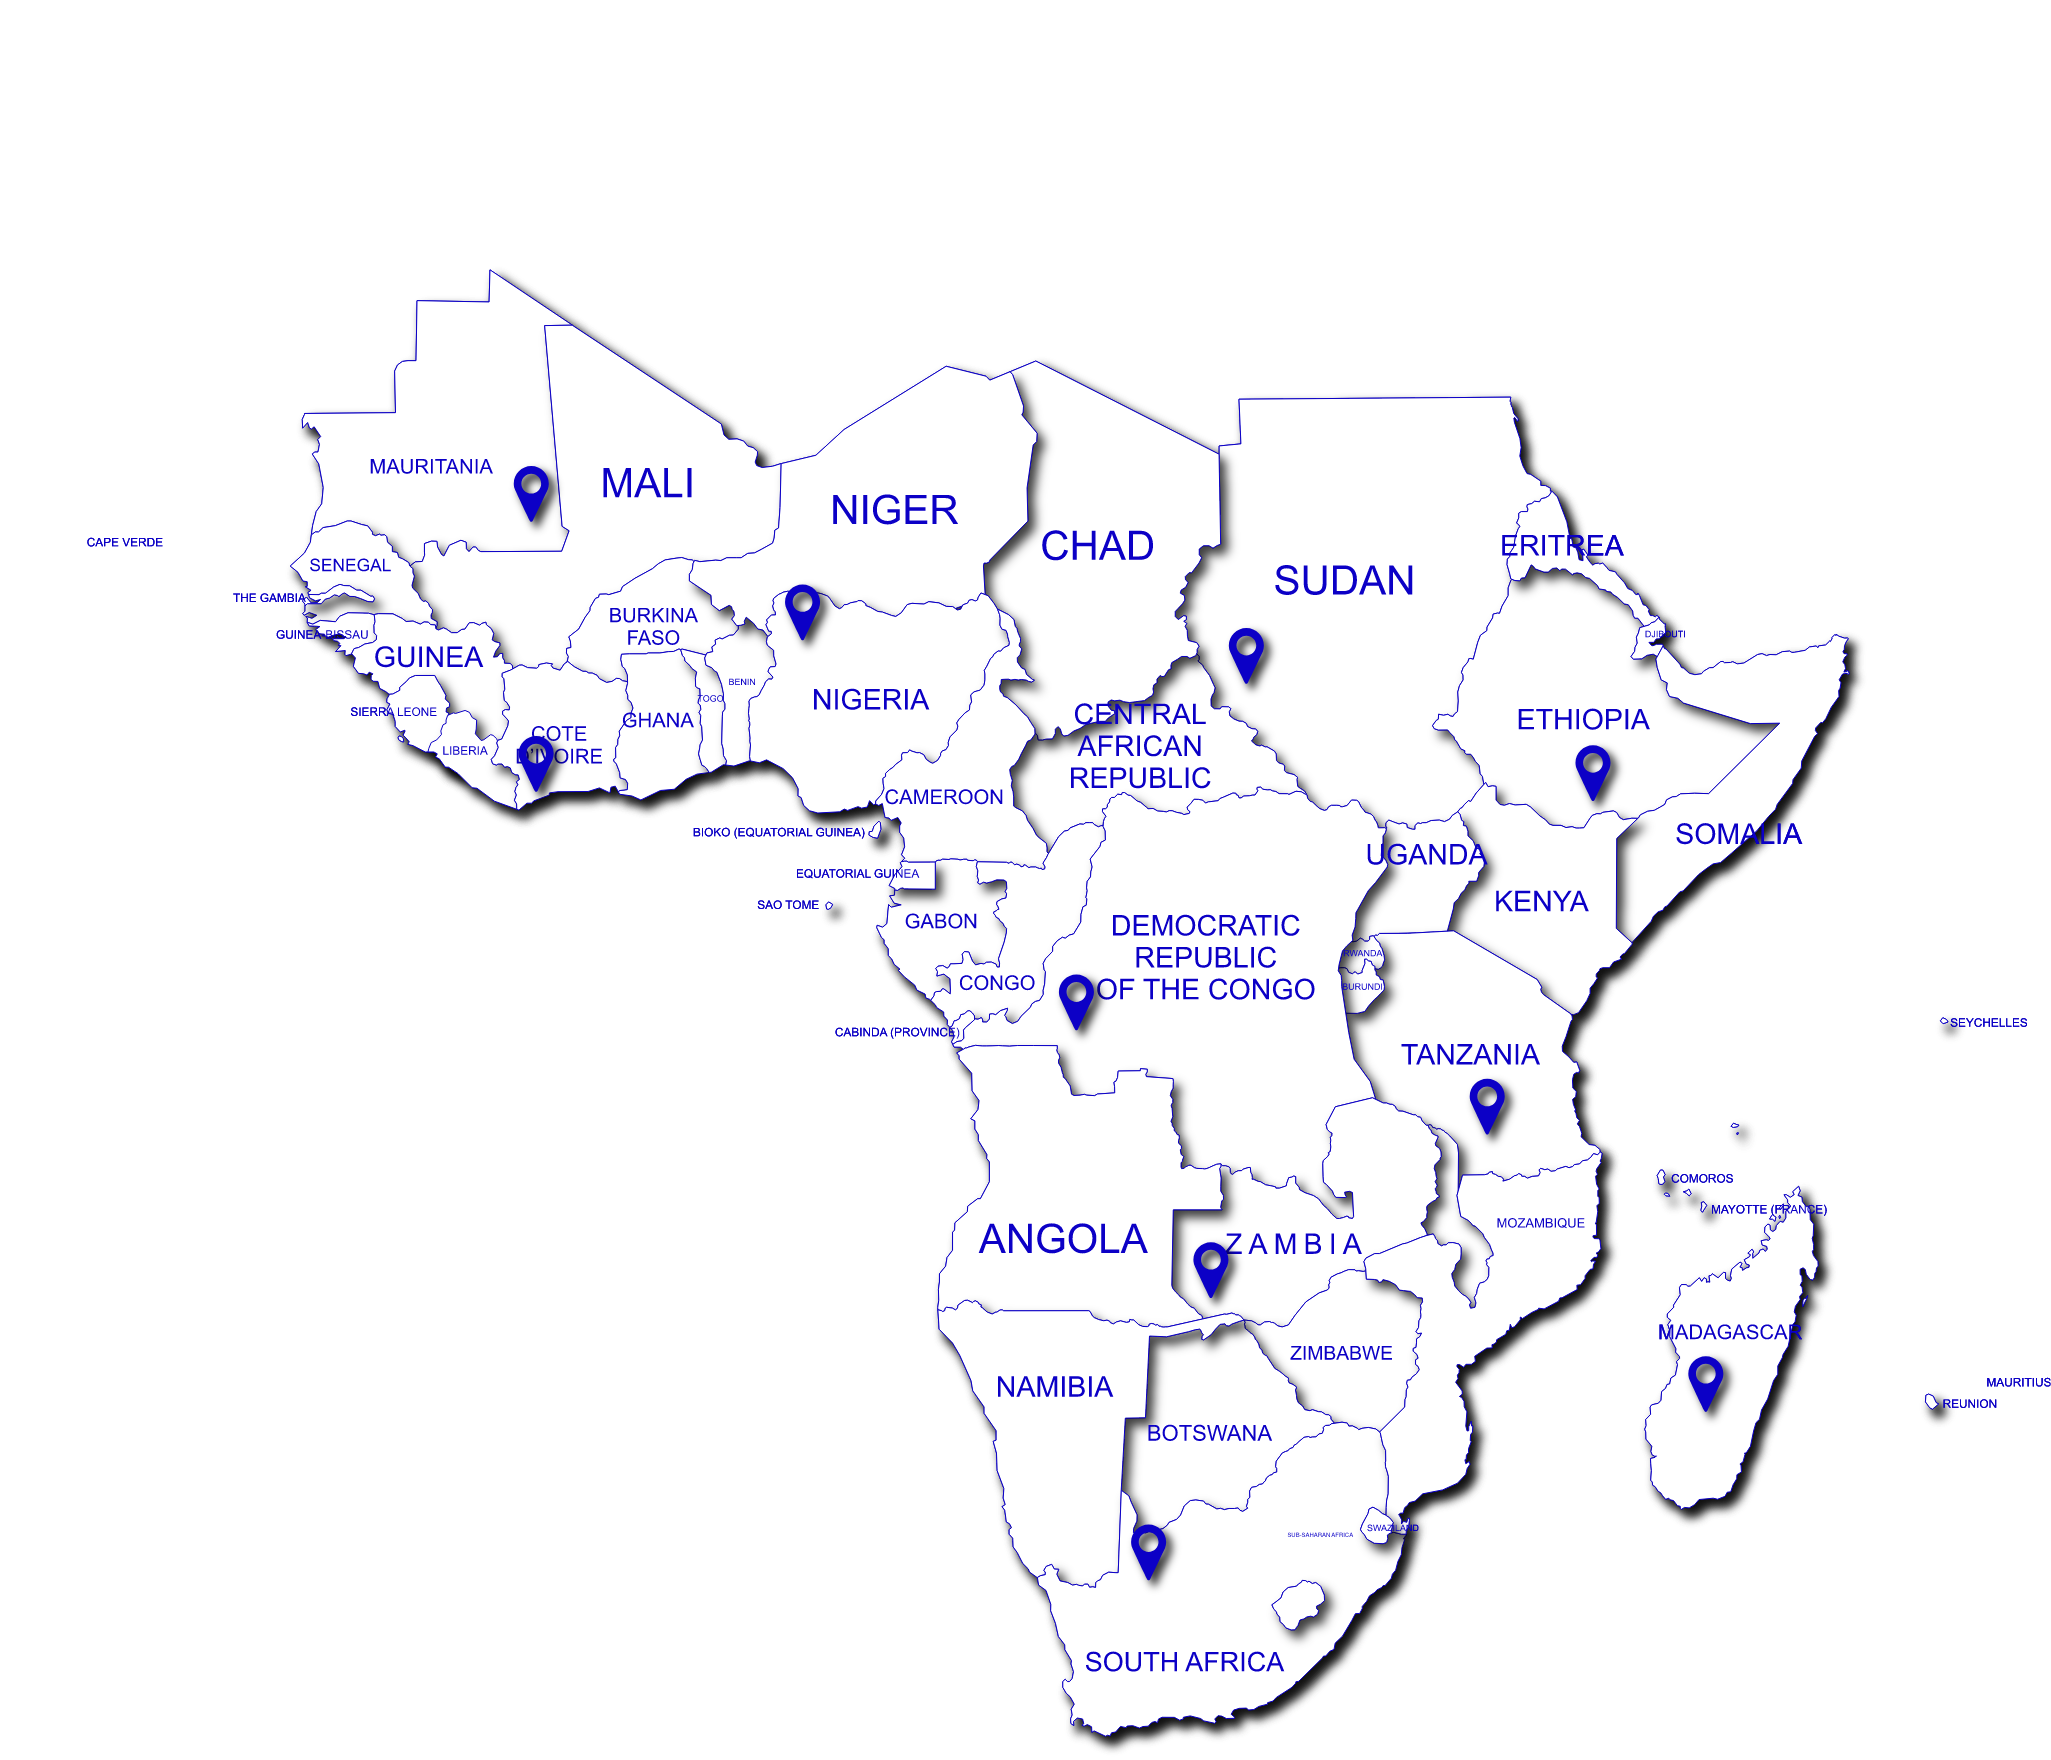 MAURITANIA
MALI
NIGER
CHAD
SUDAN
ERITREA
CAPE VERDE
SENEGAL
THE GAMBIA
GUINEA-BISSAU
GUINEA
BURKINA
FASO
DJIBOUTI
SIERRA LEONE
LIBERIA
COTE
D'IVOIRE
GHANA
TOGO
BENIN
NIGERIA
CENTRAL
AFRICAN
REPUBLIC
ETHIOPIA
CAMEROON
BIOKO (EQUATORIAL GUINEA)
EQUATORIAL GUINEA
SAO TOME
GABON
CONGO
CABINDA (PROVINCE)
DEMOCRATIC
REPUBLIC
OF THE CONGO
UGANDA
KENYA
SOMALIA
RWANDA
BURUNDI
TANZANIA
SEYCHELLES
COMOROS
MAYOTTE (FRANCE)
ANGOLA
ZAMBIA
MOZAMBIQUE
MADAGASCAR
ZIMBABWE
NAMIBIA
BOTSWANA
MAURITIUS
REUNION
SUB-SAHARAN AFRICA
SWAZILAND
SOUTH AFRICA